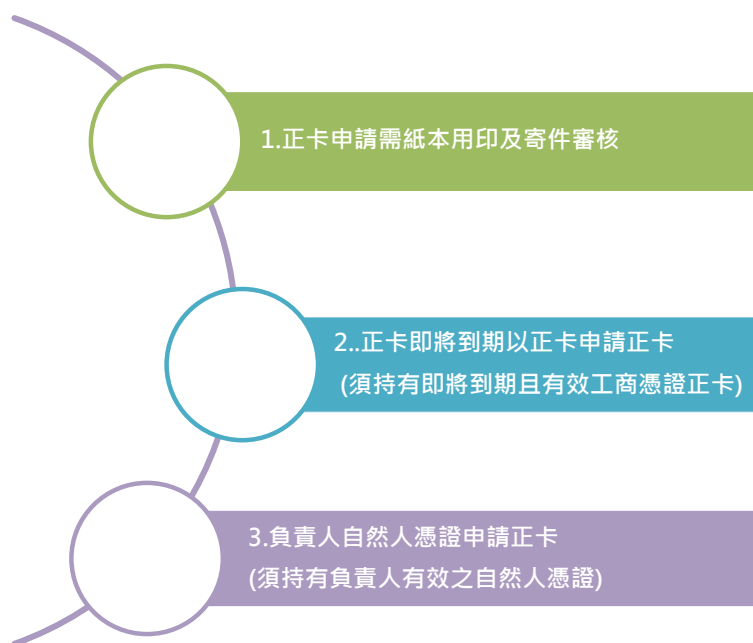 1.正卡申請需紙本用印及寄件審核
2..正卡即將到期以正卡申請正卡
(須持有即將到期且有效工商憑證正卡)
3.負責人自然人憑證申請正卡
(須持有負責人有效之自然人憑證)